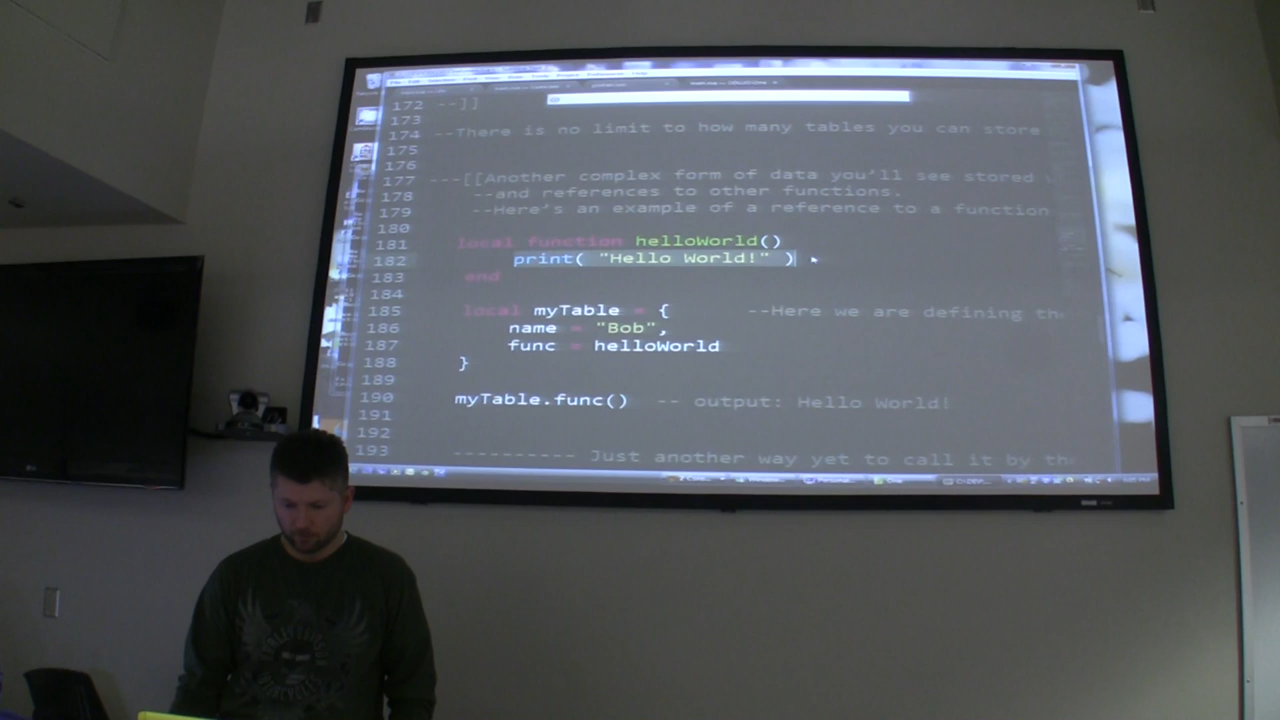 172 --]]
173
174 --There is no limit to how many tables you can store
175
176
177 ---[[Another complex form of data you'll see stored
178 --and references to other functions.
179 --Here's an example of a reference to a function
180
181 local function helloWorld()
182 print( "Hello World!" )
183 end
184
185 local myTable = { --Here we are defining the
186 name = "Bob",
187 func = helloWorld
188 }
189
190 myTable.func() -- output: Hello World!
191
192
193 ---------- Just another way yet to call it by th